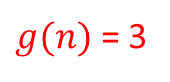 g(n) = 3